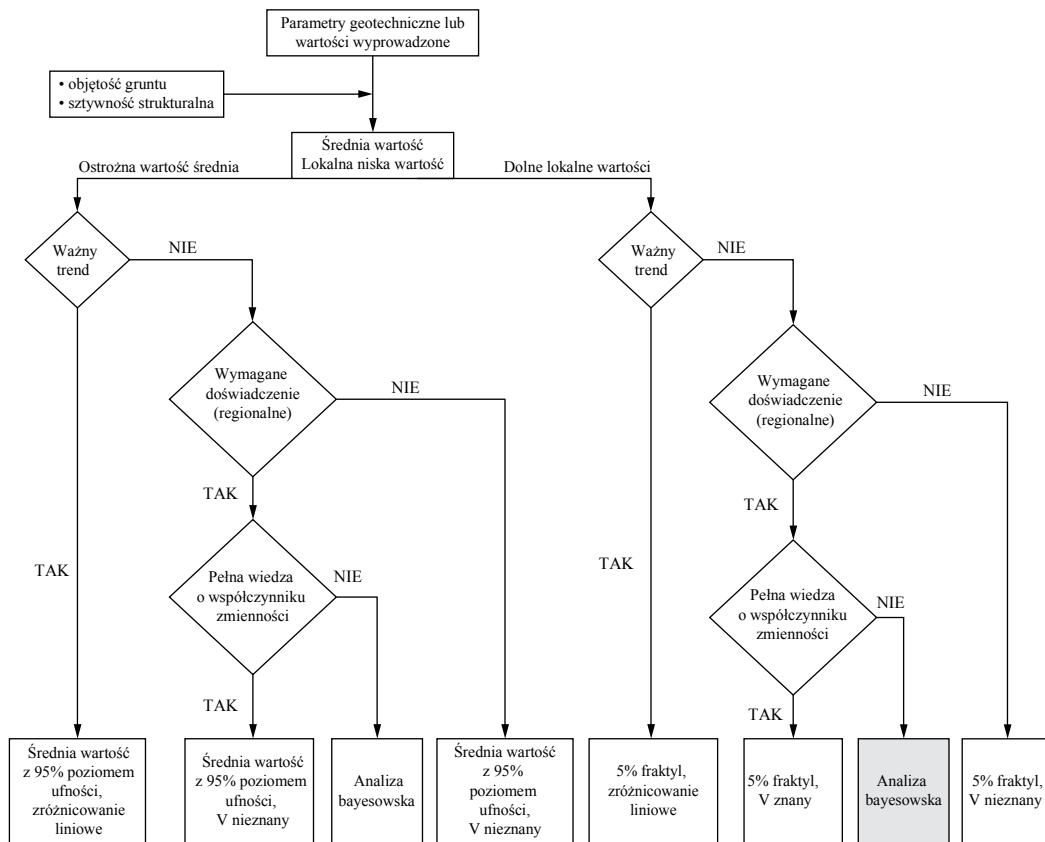 Parametry geotechniczne lub
wartości wyprowadzone
• objętość gruntu
• sztywność strukturalna
Średnia wartość
Lokalna niska wartość
Ostrożna wartość średnia
Dolne lokalne wartości
Ważny
trend
NIE
Ważny
trend
NIE
Wymagane
doświadczenie
(regionalne)
NIE
Wymagane
doświadczenie
(regionalne)
NIE
TAK
TAK
TAK
Pełna wiedza
o współczynniku
zmienności
NIE
TAK
Pełna wiedza
o współczynniku
zmienności
NIE
TAK
TAK
Średnia wartość
z 95% poziomem
ufności,
zróżnicowanie
liniowe
Średnia wartość
z 95% poziomem
ufności,
V nieznany
Analiza
bayesowska
Średnia wartość
z 95%
poziomem
ufności,
V nieznany
5% fraktyl,
zróżnicowanie
liniowe
5% fraktyl,
V znany
Analiza
bayesowska
5% fraktyl,
V nieznany